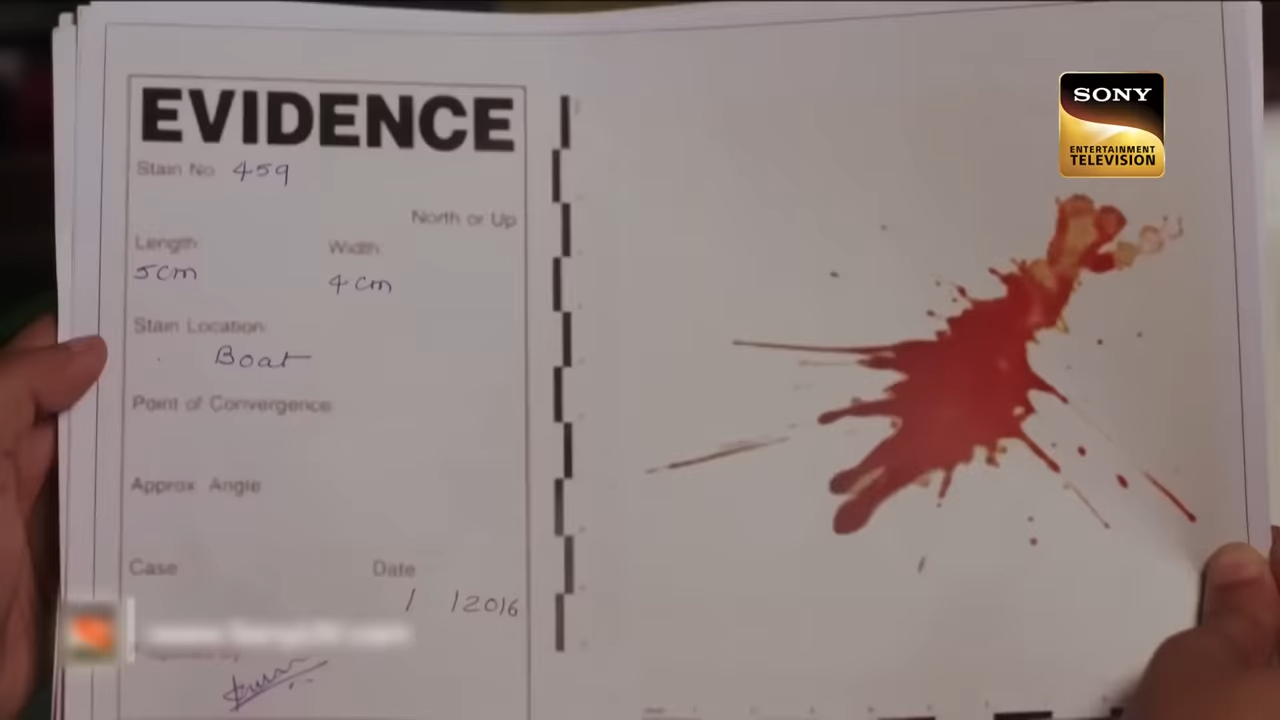 EVIDENCE
Stain No 459
North or Up
Length Width
5cm 4cm
Stain Location
Boat
Point of Convergence
Approx Angle
Case Date
/ /2016
SONY
ENTERTAINMENT
TELEVISION